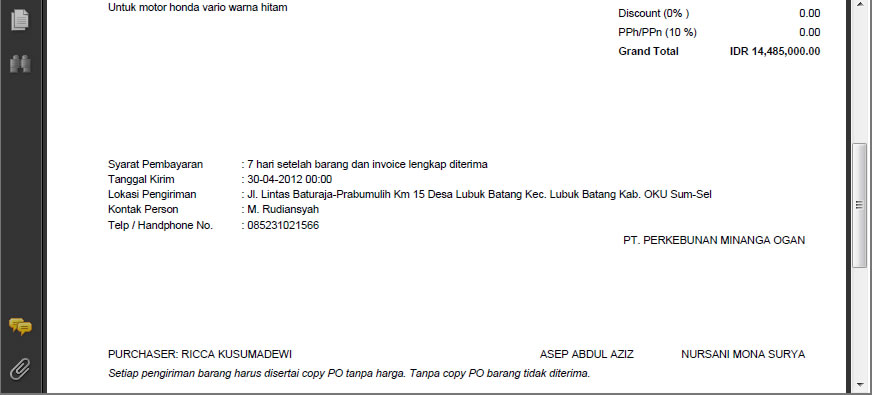 Untuk motor honda vario warna hitam
Discount (0% ) 0.00
PPh/PPn (10 %) 0.00
Grand Total IDR 14,485,000.00
Syarat Pembayaran : 7 hari setelah barang dan invoice lengkap diterima
Tanggal Kirim : 30-04-2012 00:00
Lokasi Pengiriman : Jl. Lintas Baturaja-Prabumulih Km 15 Desa Lubuk Batang Kec. Lubuk Batang Kab. OKU Sum-Sel
Kontak Person : M. Rudiansyah
Telp / Handphone No. : 085231021566
PT. PERKEBUNAN MINANGA OGAN
PURCHASER: RICCA KUSUMADEWI ASEP ABDUL AZIZ NURSANI MONA SURYA
Setiap pengiriman barang harus disertai copy PO tanpa harga. Tanpa copy PO barang tidak diterima.